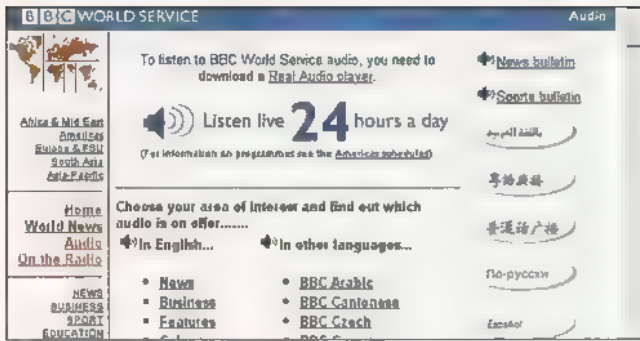 BBC WORLD SERVICE
Audio
Africa & Mid East
Americas
Europe & FSU
South Asia
Asia-Pacific
Home
World News
Audio
On the Radio
NEWS
BUSINESS
SPORT
EDUCATION
To listen to BBC World Service audio, you need to
download a Real Audio player.
Listen live 24 hours a day
(For information on programmes see the Americas schedules)
Choose your area of interest and find out which
audio is on offer.......
In English...
News
Business
Features
In other languages...
BBC Arabic
BBC Cantonese
BBC Czech
News bulletin
Sports bulletin
باللغة العربية
粤语广播
普通话广播
По-русски
Español